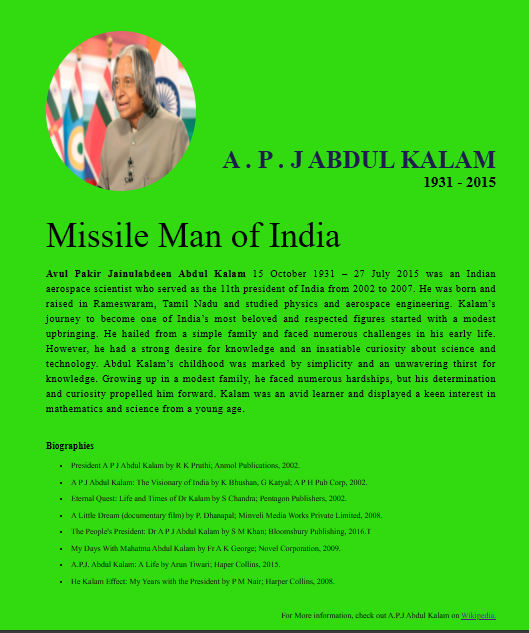 A . P . J ABDUL KALAM
1931 - 2015
Missile Man of India
Avul Pakir Jainulabdeen Abdul Kalam 15 October 1931 – 27 July 2015 was an Indian
aerospace scientist who served as the 11th president of India from 2002 to 2007. He was born and
raised in Rameswaram, Tamil Nadu and studied physics and aerospace engineering. Kalam's
journey to become one of India's most beloved and respected figures started with a modest
upbringing. He hailed from a simple family and faced numerous challenges in his early life.
However, he had a strong desire for knowledge and an insatiable curiosity about science and
technology. Abdul Kalam's childhood was marked by simplicity and an unwavering thirst for
knowledge. Growing up in a modest family, he faced numerous hardships, but his determination
and curiosity propelled him forward. Kalam was an avid learner and displayed a keen interest in
mathematics and science from a young age.
Biographies
• President A P J Abdul Kalam by R K Pruthi; Anmol Publications, 2002.
• A P J Abdul Kalam: The Visionary of India by K Bhushan, G Katyal; A P H Pub Corp, 2002.
• Eternal Quest: Life and Times of Dr Kalam by S Chandra; Pentagon Publishers, 2002.
• A Little Dream (documentary film) by P. Dhanapal; Minveli Media Works Private Limited, 2008.
• The People's President: Dr A P J Abdul Kalam by S M Khan; Bloomsbury Publishing, 2016.T
• My Days With Mahatma Abdul Kalam by Fr A K George; Novel Corporation, 2009.
• A.P.J. Abdul Kalam: A Life by Arun Tiwari; Haper Collins, 2015.
• He Kalam Effect: My Years with the President by P M Nair; Harper Collins, 2008.
For More information, check out A.P.J Abdul Kalam on Wikipedia.